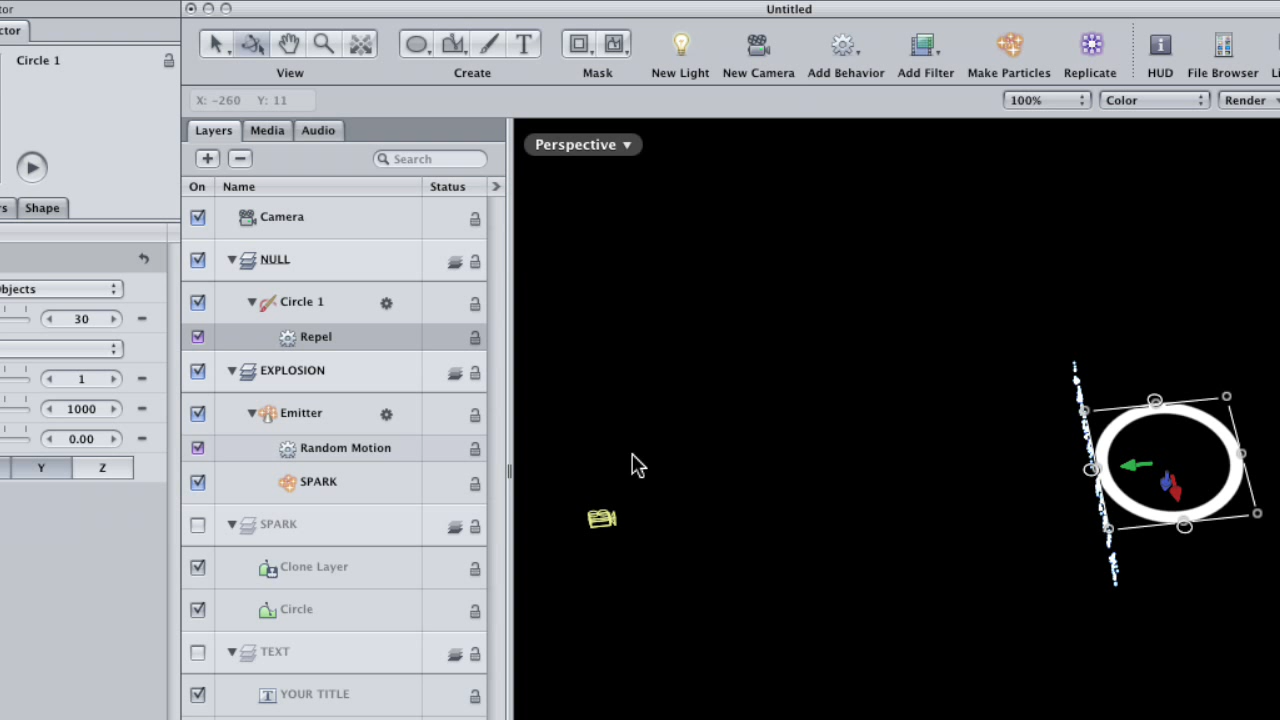 tor
Untitled
ctor
Circle 1
View
Create
T
Mask
New Light
New Camera
Add Behavior
Add Filter
Make Particles
Replicate
HUD
File Browser
Li
X: -260 Y: 11
100%
Color
Render
Layers
Media
Audio
Perspective
Search
On
Name
Status
rs
Shape
Camera
NULL
bjects
Circle 1
30
Repel
EXPLOSION
1
1000
Emitter
0.00
Random Motion
Y
Z
SPARK
SPARK
Clone Layer
Circle
TEXT
T
YOUR TITLE